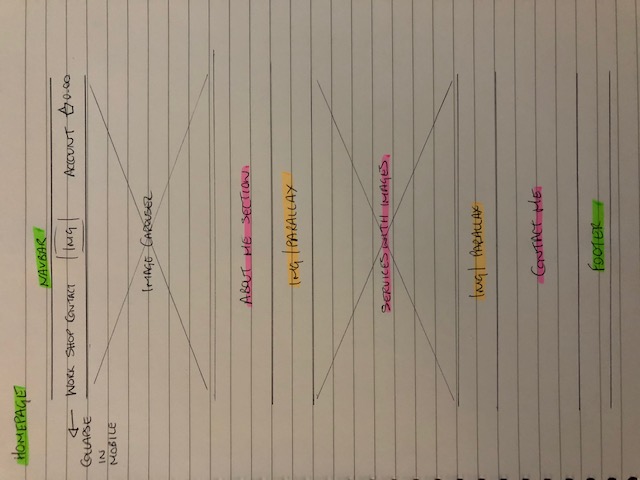 HOMEPAGE
NAVBAR
WORK SHOP CONTACT |IMG| ACCOUNT 0.00
COLLAPSE
IN
MOBILE
IMAGE CAROUSEL
ABOUT ME SECTION
IMG/PARALLAX
SERVICES WITH IMAGES
IMG/PARALLAX
CONTACT ME
FOOTER